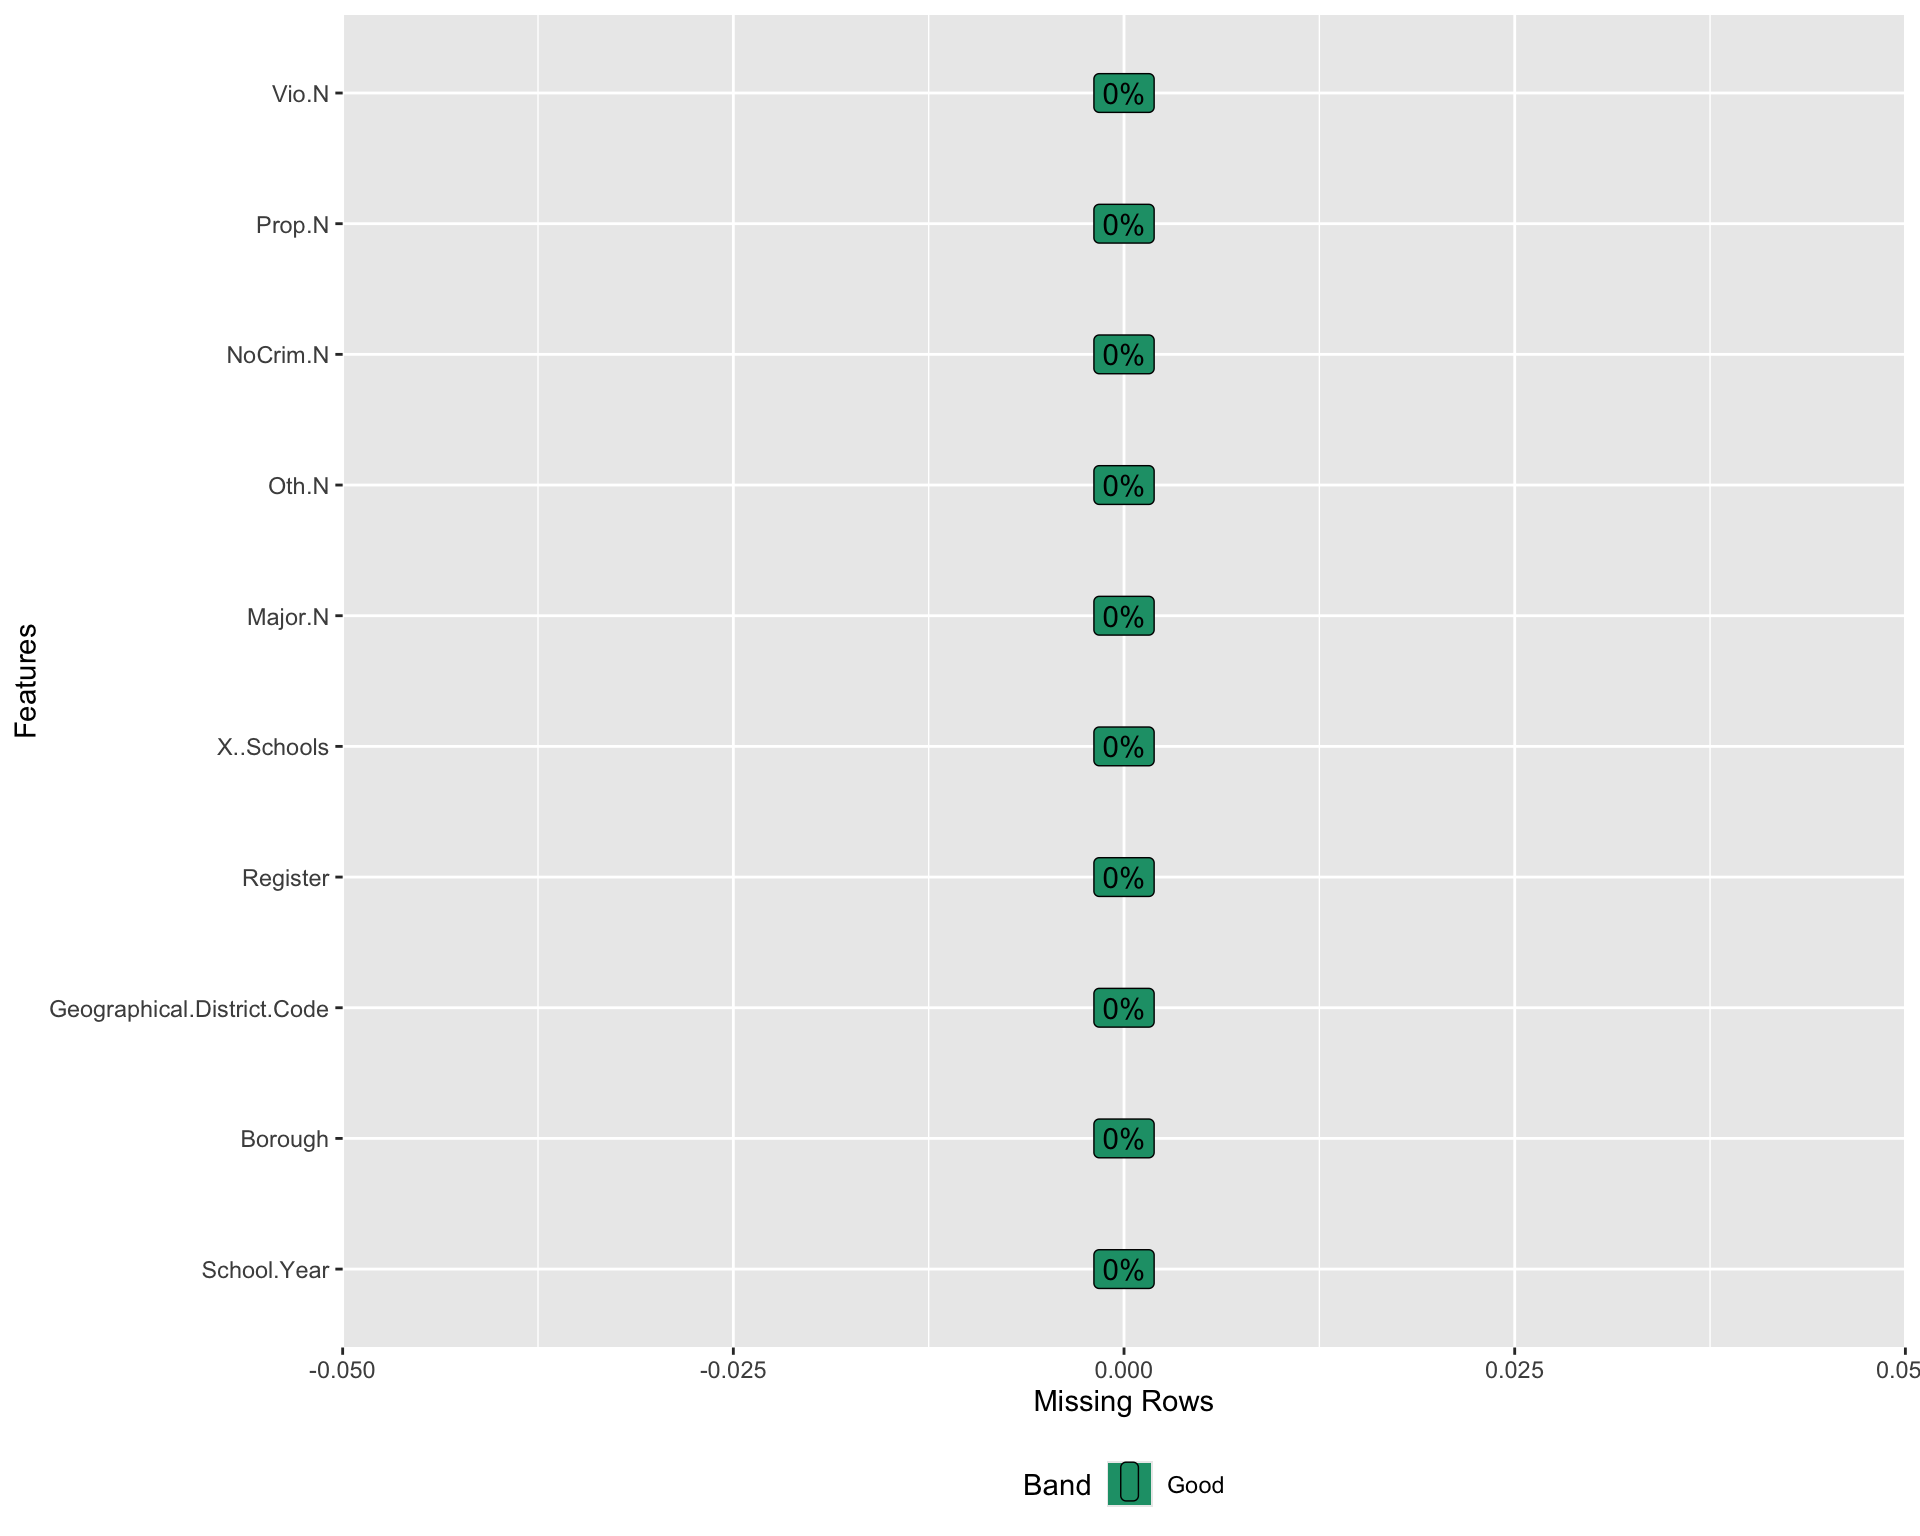 Vio.N
0%
Prop.N
0%
NoCrim.N
0%
Oth.N
0%
Major.N
0%
X..Schools
0%
Register
0%
Geographical.District.Code
0%
Borough
0%
School.Year
0%
Features
-0.050 -0.025 0.000 0.025 0.05
Missing Rows
Band Good